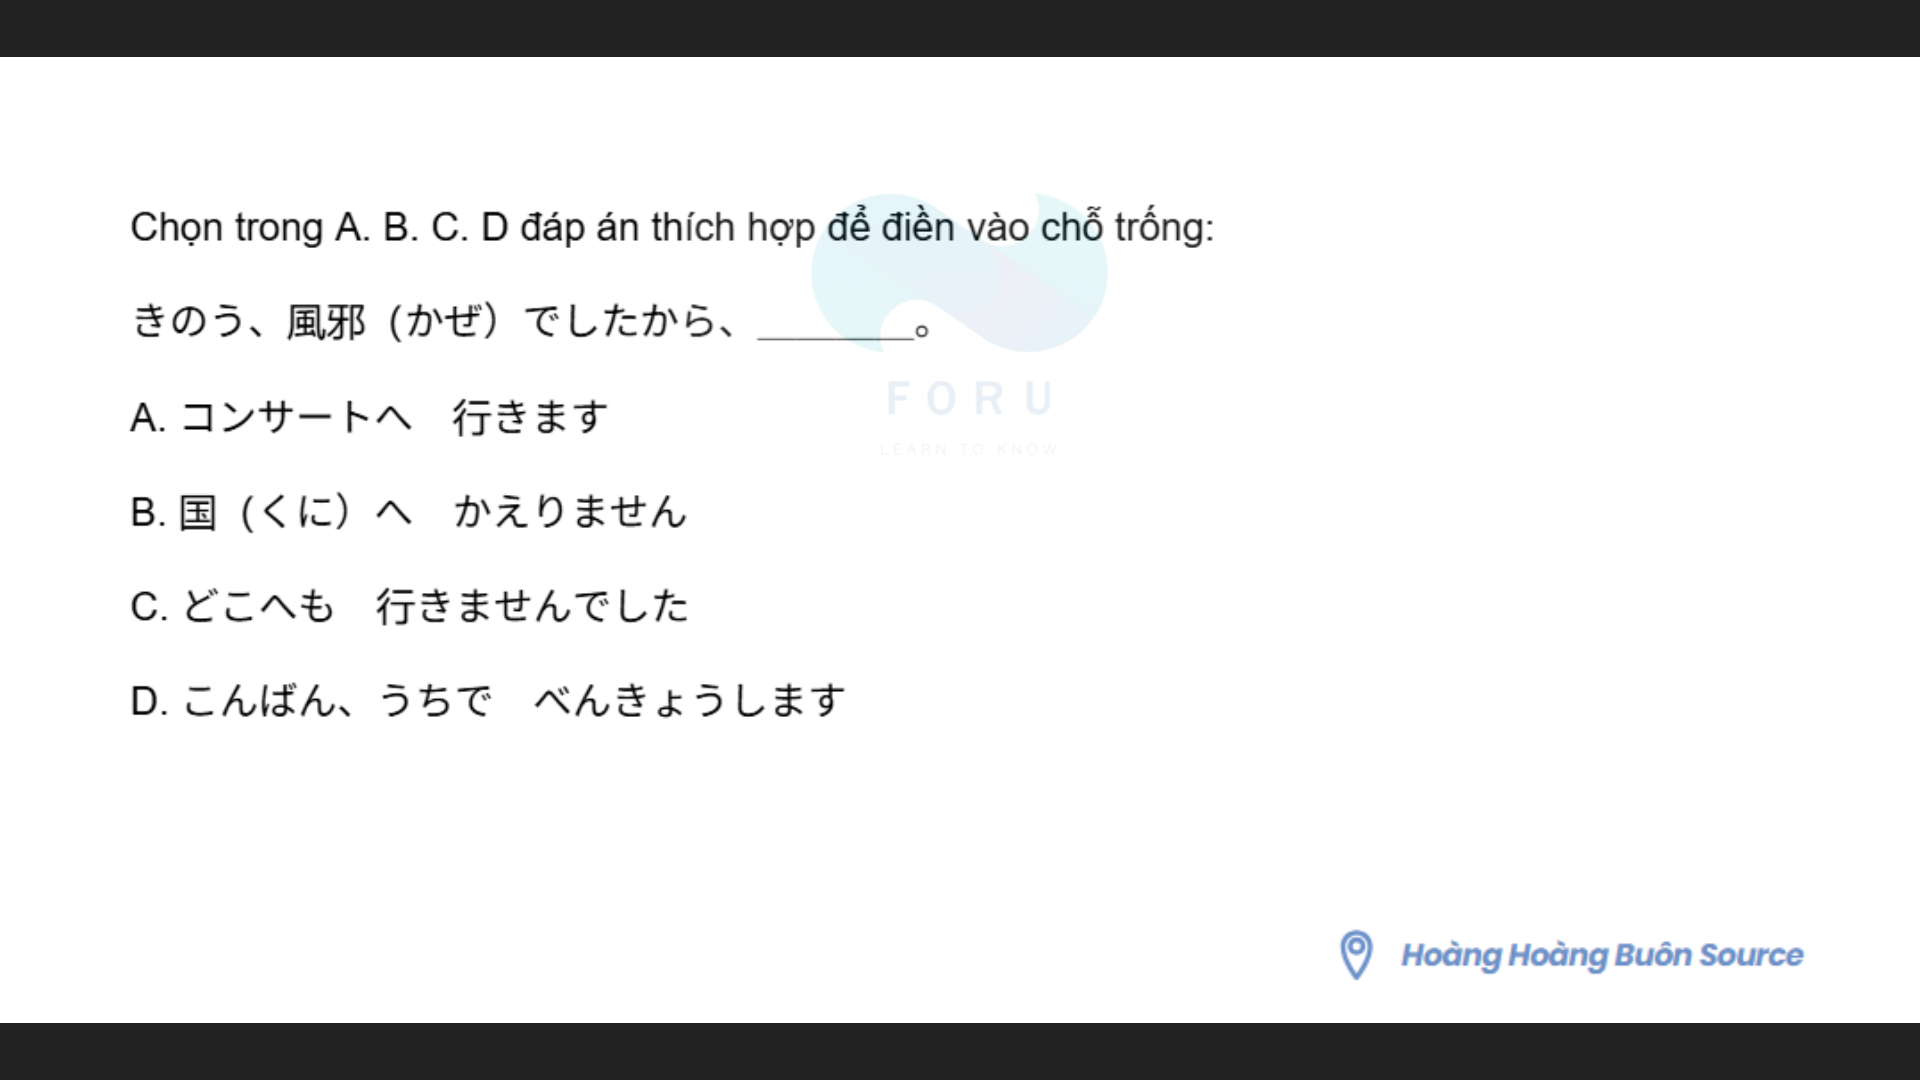 Chọn trong A. B. C. D đáp án thích hợp để điền vào chỗ trống:
きのう、風邪（かぜ）でしたから、________。
A. コンサートへ　行きます
B. 国（くに）へ　かえりません
C. どこへも　行きませんでした
D. こんばん、うちで　べんきょうします
FORU
LEARN TO KNOW
Hoàng Hoàng Buôn Source